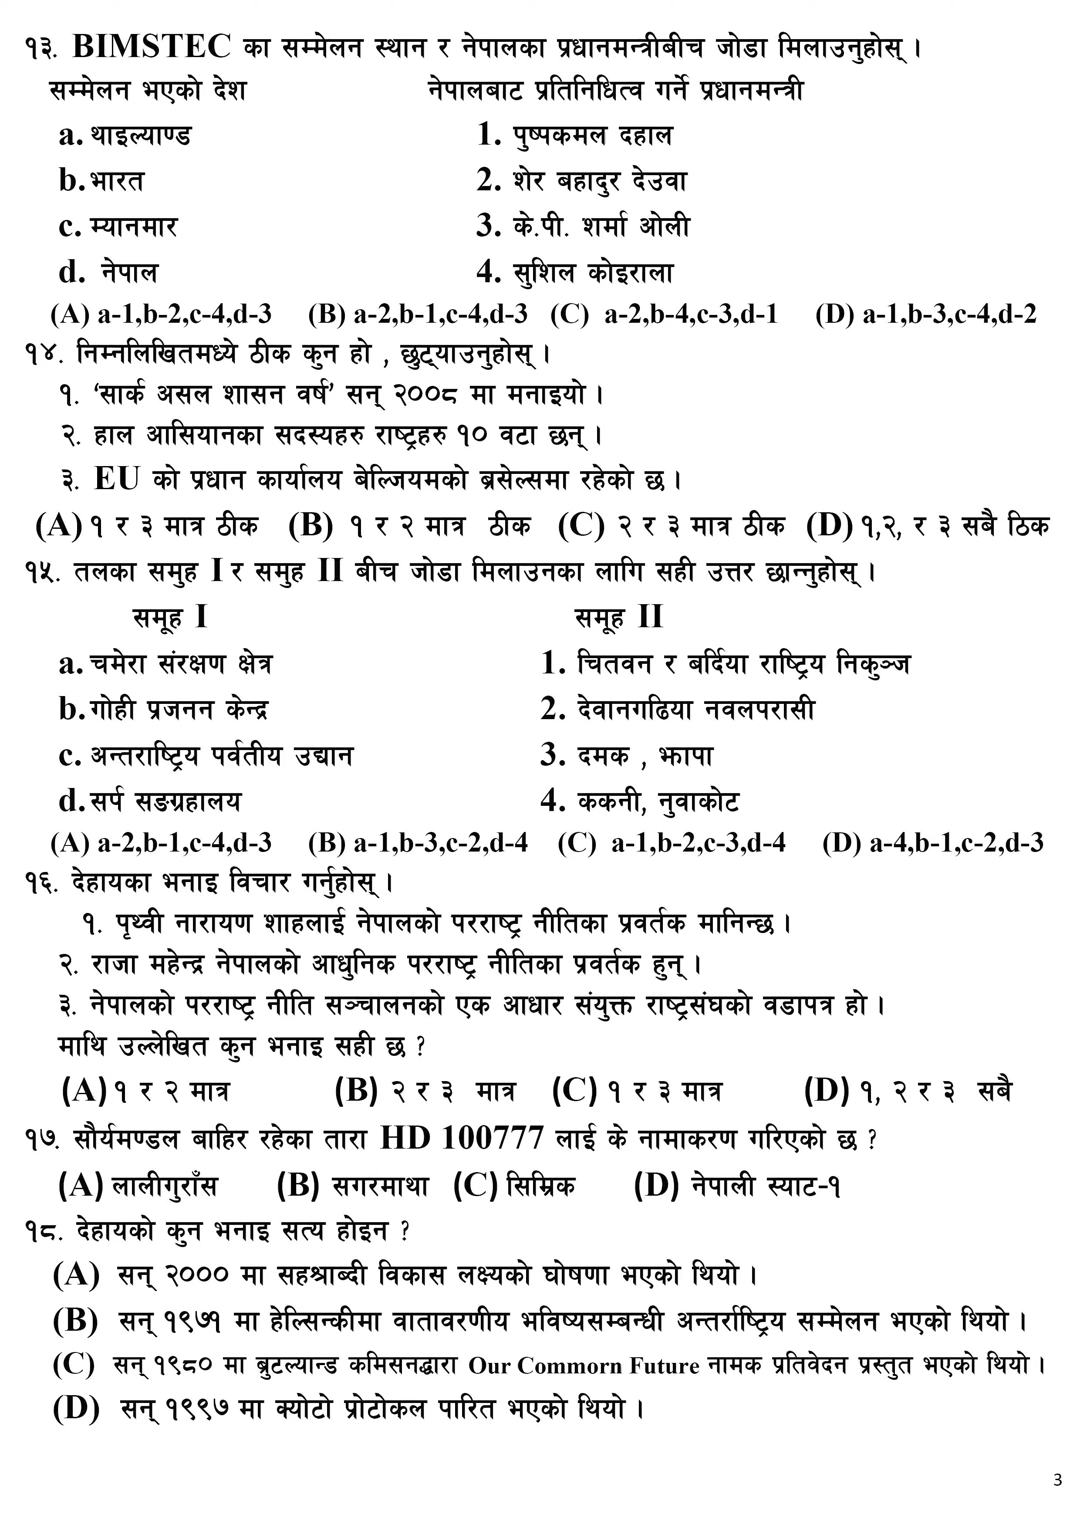 १३. BIMSTEC का सम्मेलन स्थान र नेपालका प्रधानमन्त्रीबीच जोडा मिलाउनुहोस् ।
सम्मेलन भएको देश नेपालबाट प्रतिनिधित्व गर्ने प्रधानमन्त्री
a. थाइल्याण्ड 1. पुष्पकमल दहाल
b. भारत 2. शेर बहादुर देउवा
c. म्यानमार 3. के.पी. शर्मा ओली
d. नेपाल 4. सुशिल कोइराला
(A) a-1,b-2,c-4,d-3 (B) a-2,b-1,c-4,d-3 (C) a-2,b-4,c-3,d-1 (D) a-1,b-3,c-4,d-2
१४. निम्नलिखितमध्ये ठीक कुन हो , छुट्याउनुहोस् ।
१. ‘सार्क असल शासन वर्ष’ सन् २००८ मा मनाइयो ।
२. हाल आसियानका सदस्यहरु राष्ट्रहरु १० वटा छन् ।
३. EU को प्रधान कार्यालय बेल्जियमको ब्रसेल्समा रहेको छ ।
(A) १ र ३ मात्र ठीक (B) १ र २ मात्र ठीक (C) २ र ३ मात्र ठीक (D) १,२, र ३ सबै ठिक
१५. तलका समुह I र समुह II बीच जोडा मिलाउनका लागि सही उत्तर छान्नुहोस् ।
समूह I समूह II
a. चमेरा संरक्षण क्षेत्र 1. चितवन र बर्दिया राष्ट्रिय निकुञ्ज
b. गोही प्रजनन केन्द्र 2. देवानगढिया नवलपरासी
c. अन्तराष्ट्रिय पर्वतीय उद्यान 3. दमक , झापा
d. सर्प सङग्रहालय 4. ककनी, नुवाकोट
(A) a-2,b-1,c-4,d-3 (B) a-1,b-3,c-2,d-4 (C) a-1,b-2,c-3,d-4 (D) a-4,b-1,c-2,d-3
१६. देहायका भनाइ विचार गर्नुहोस् ।
१. पृथ्वी नारायण शाहलाई नेपालको परराष्ट्र नीतिका प्रवर्तक मानिन्छ ।
२. राजा महेन्द्र नेपालको आधुनिक परराष्ट्र नीतिका प्रवर्तक हुन् ।
३. नेपालको परराष्ट्र नीति सञ्चालनको एक आधार संयुक्त राष्ट्रसंघको वडापत्र हो ।
माथि उल्लेखित कुन भनाइ सही छ ?
(A) १ र २ मात्र (B) २ र ३ मात्र (C) १ र ३ मात्र (D) १, २ र ३ सबै
१७. सौर्यमण्डल बाहिर रहेका तारा HD 100777 लाई के नामाकरण गरिएको छ ?
(A) लालीगुराँस (B) सगरमाथा (C) सिम्रिक (D) नेपाली स्याट-१
१८. देहायको कुन भनाइ सत्य होइन ?
(A) सन् २००० मा सहश्राब्दी विकास लक्ष्यको घोषणा भएको थियो ।
(B) सन् १९७१ मा हेल्सिन्कीमा वातावरणीय भविष्यसम्बन्धी अन्तर्राष्ट्रिय सम्मेलन भएको थियो ।
(C) सन् १९८० मा ब्रुटल्यान्ड कमिसनद्धारा Our Commorn Future नामक प्रतिवेदन प्रस्तुत भएको थियो ।
(D) सन् १९९७ मा क्योटो प्रोटोकल पारित भएको थियो ।
3